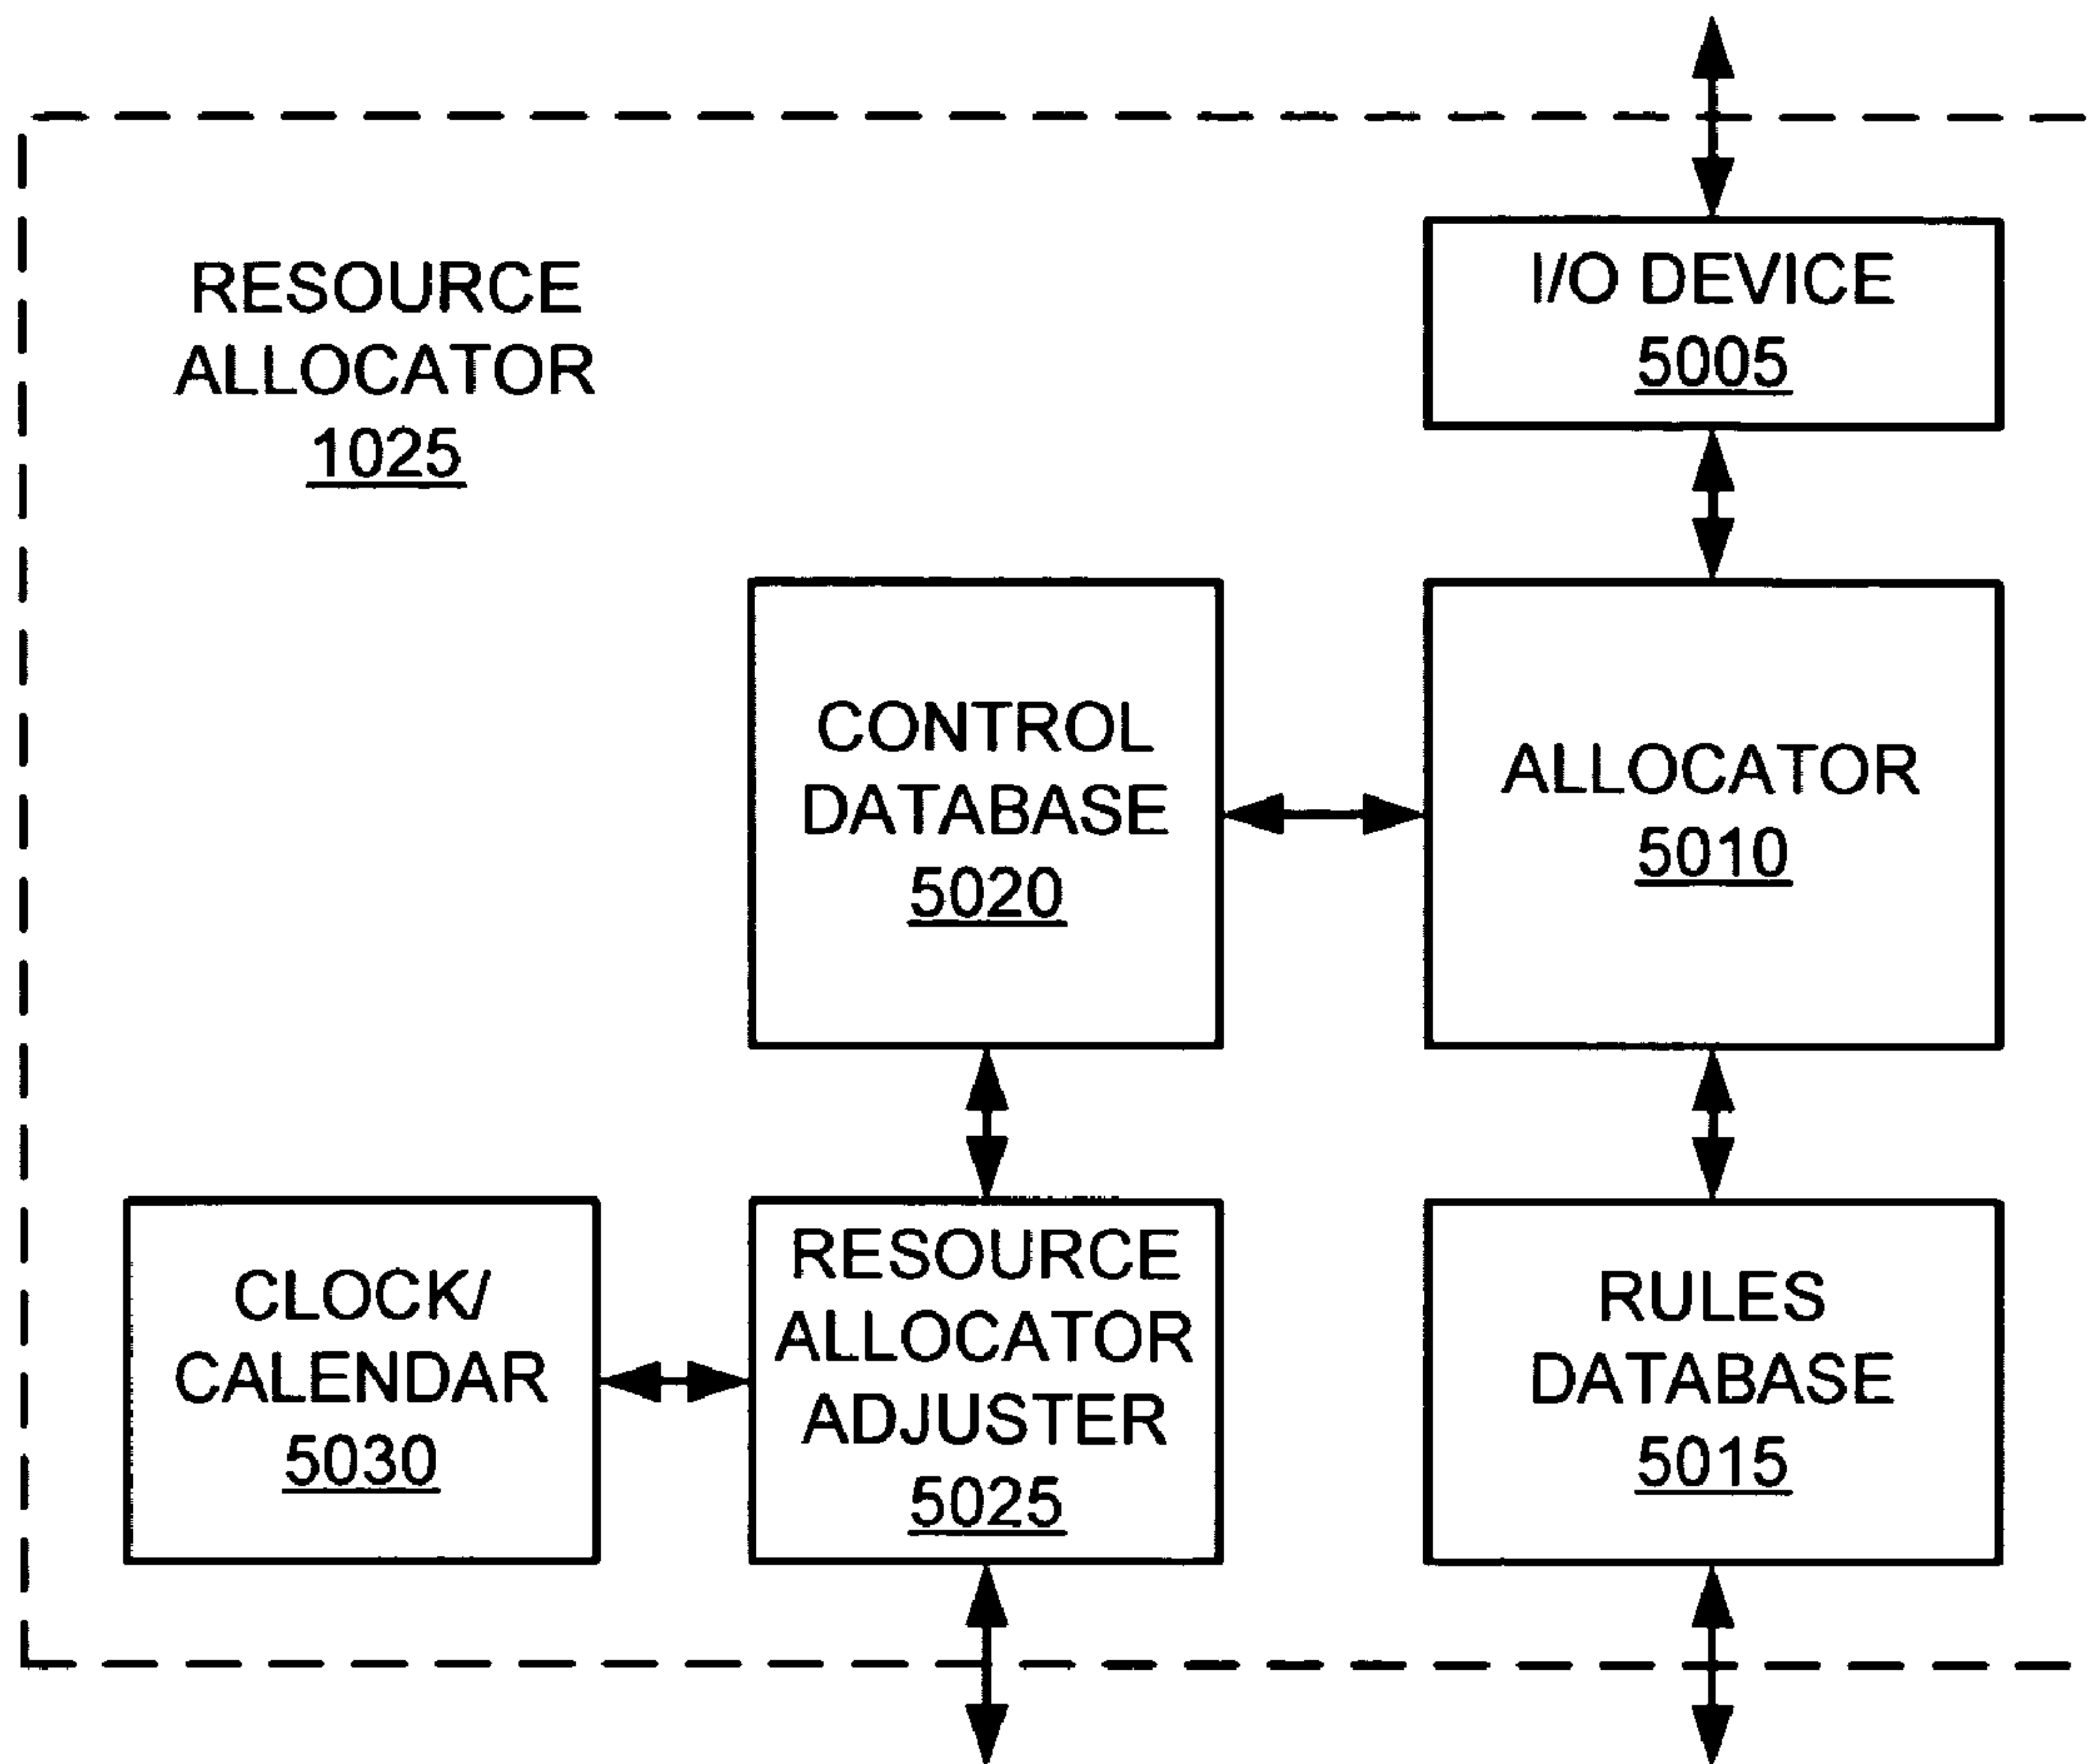 RESOURCE
ALLOCATOR
1025
I/O DEVICE
5005
CONTROL
DATABASE
5020
ALLOCATOR
5010
CLOCK/
CALENDAR
5030
RESOURCE
ALLOCATOR
ADJUSTER
5025
RULES
DATABASE
5015